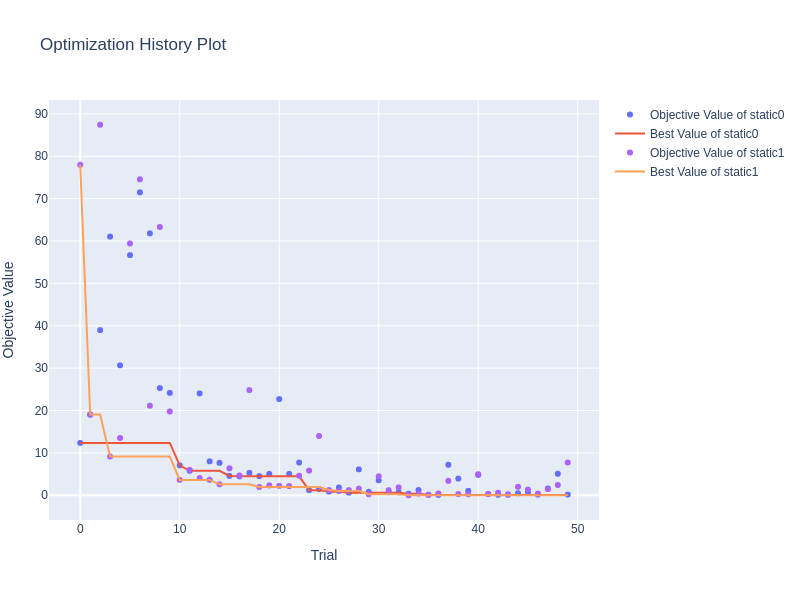 Optimization History Plot
Objective Value
90
80
70
60
50
40
30
20
10
0
0
10
20
30
40
50
Trial
Objective Value of static0
Best Value of static0
Objective Value of static1
Best Value of static1